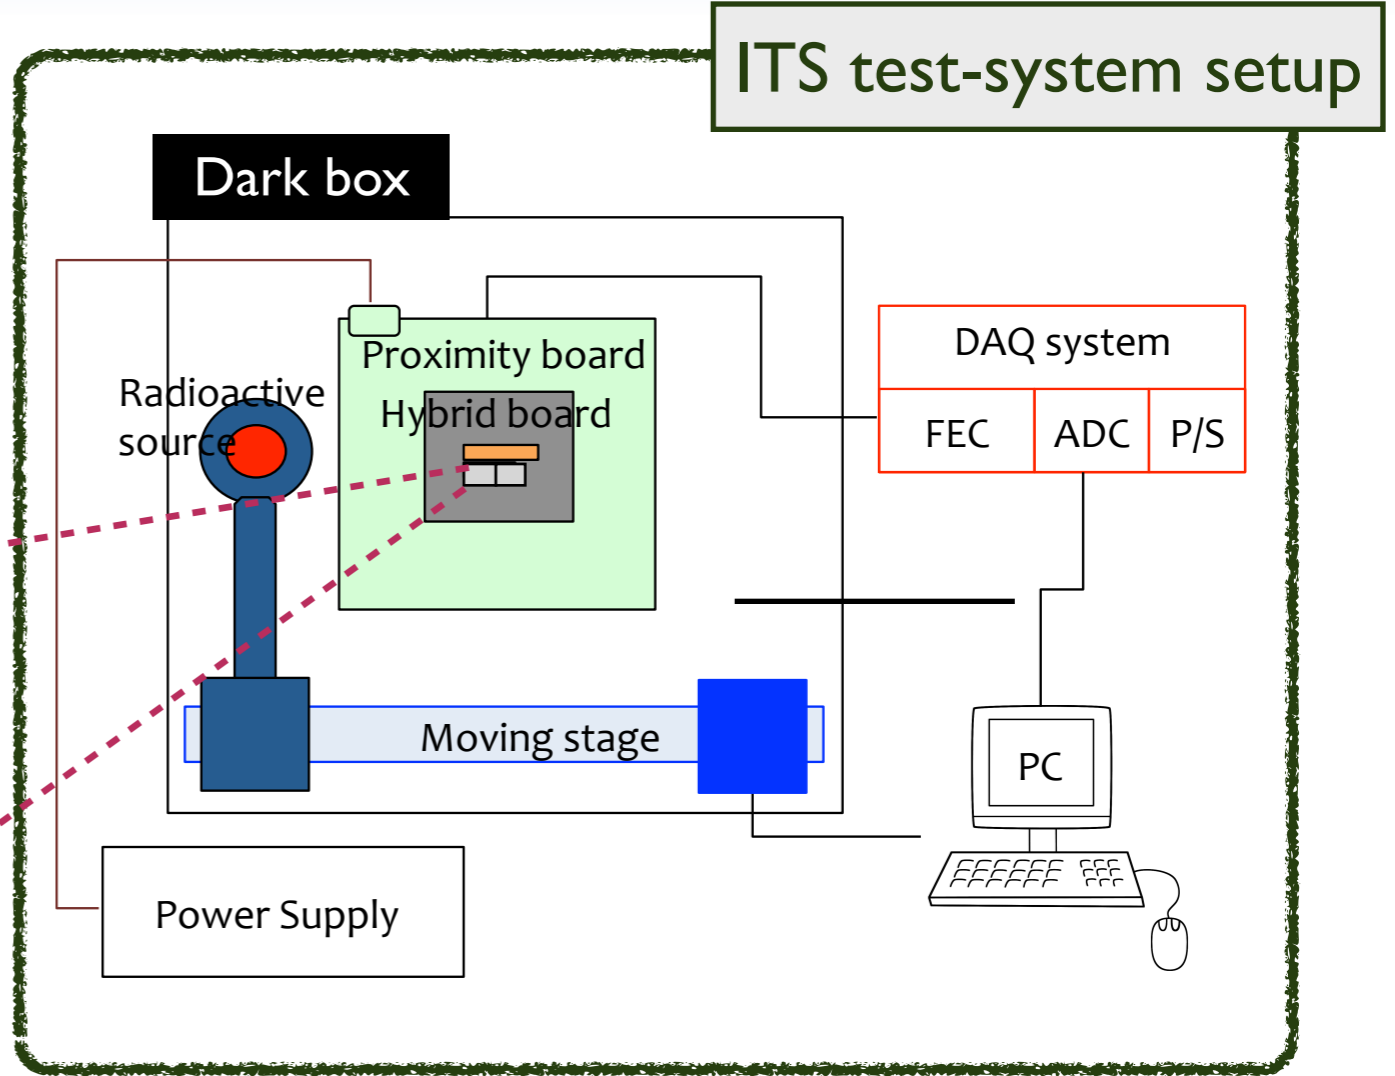 ITS test-system setup
Dark box
Proximity board
DAQ system
Radioactive
source
Hybrid board
FEC
ADC
P/S
Moving stage
PC
Power Supply